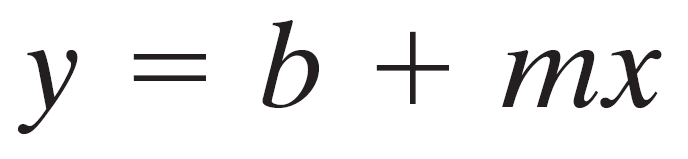 y = b + mx